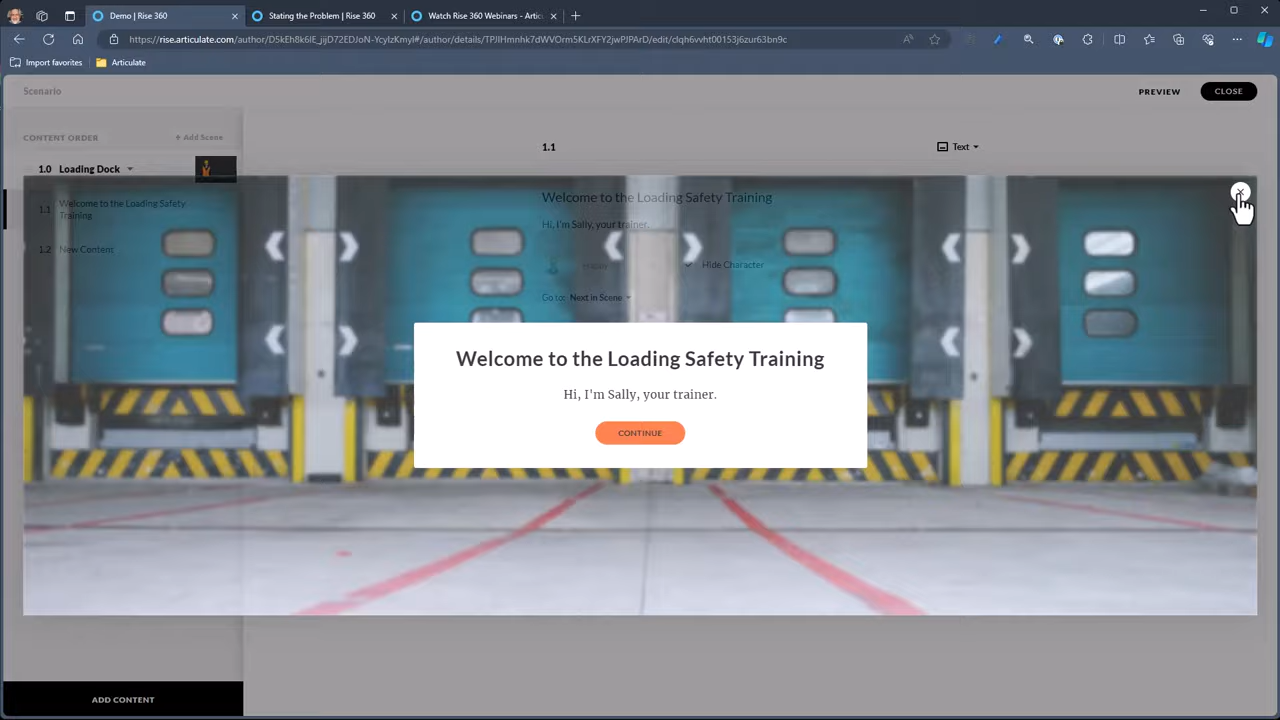 Demo | Rise 360
Stating the Problem | Rise 360
Watch Rise 360 Webinars - Artic
https://rise.articulate.com/author/D5kEh8k6IE_jijD72EDJoN-YcyIzKmyI#/author/details/TPJIHmnhk7dWVOrm5KLrXFY2jwPJPArD/edit/clqh6vvht00153j6zur63bn9c
Import favorites
Articulate
Scenario
PREVIEW
CLOSE
CONTENT ORDER
+ Add Scene
1.1
Text
1.0 Loading Dock
1.1 Welcome to the Loading Safety
Training
1.2 New Content
Welcome to the Loading Safety Training
Hi, I'm Sally, your trainer.
Happy
Hide Character
Go to: Next in Scene
Welcome to the Loading Safety Training
Hi, I'm Sally, your trainer.
CONTINUE
ADD CONTENT